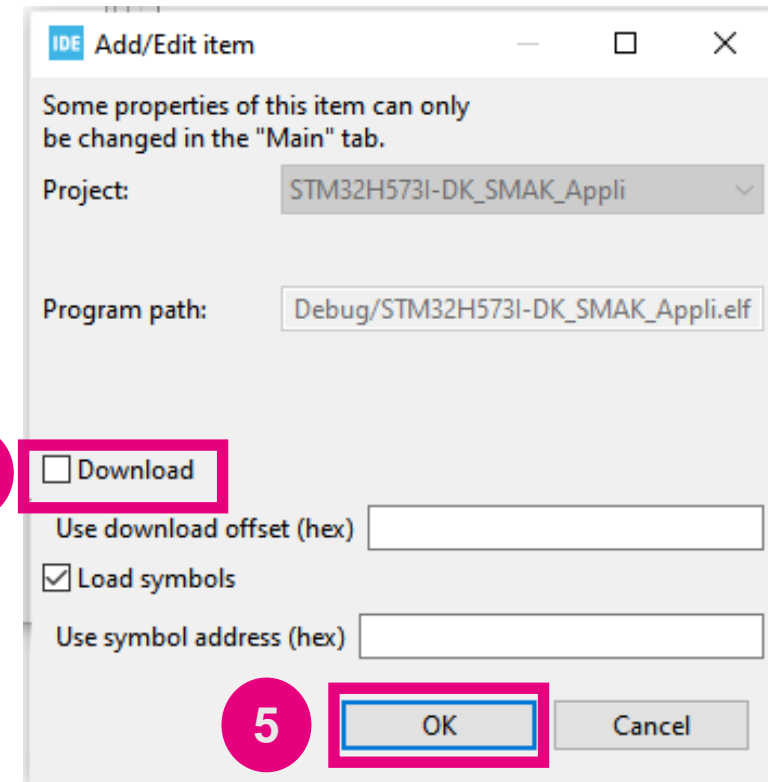 IDE Add/Edit item
Some properties of this item can only
be changed in the "Main" tab.
Project: STM32H573I-DK_SMAK_Appli
Program path: Debug/STM32H573I-DK_SMAK_Appli.elf
Download
Use download offset (hex)
Load symbols
Use symbol address (hex)
5 OK Cancel